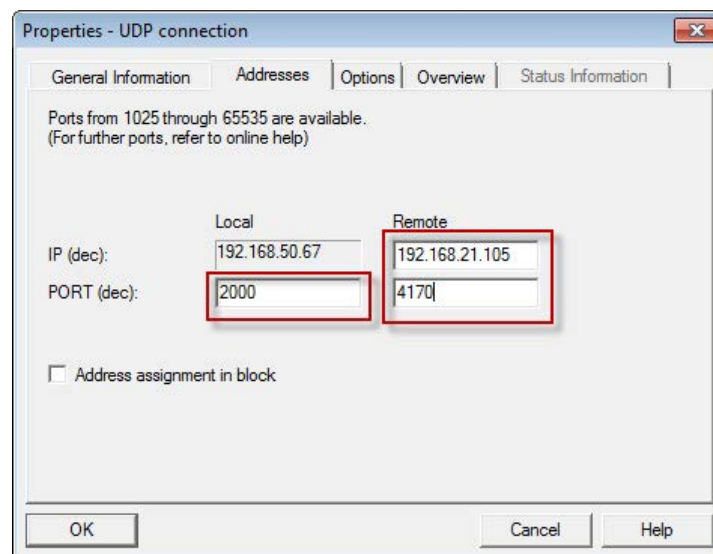 Properties - UDP connection
General Information Addresses Options Overview Status Information
Ports from 1025 through 65535 are available.
(For further ports, refer to online help)
Local Remote
IP (dec): 192.168.50.67 192.168.21.105
PORT (dec): 2000 4170
Address assignment in block
OK Cancel Help